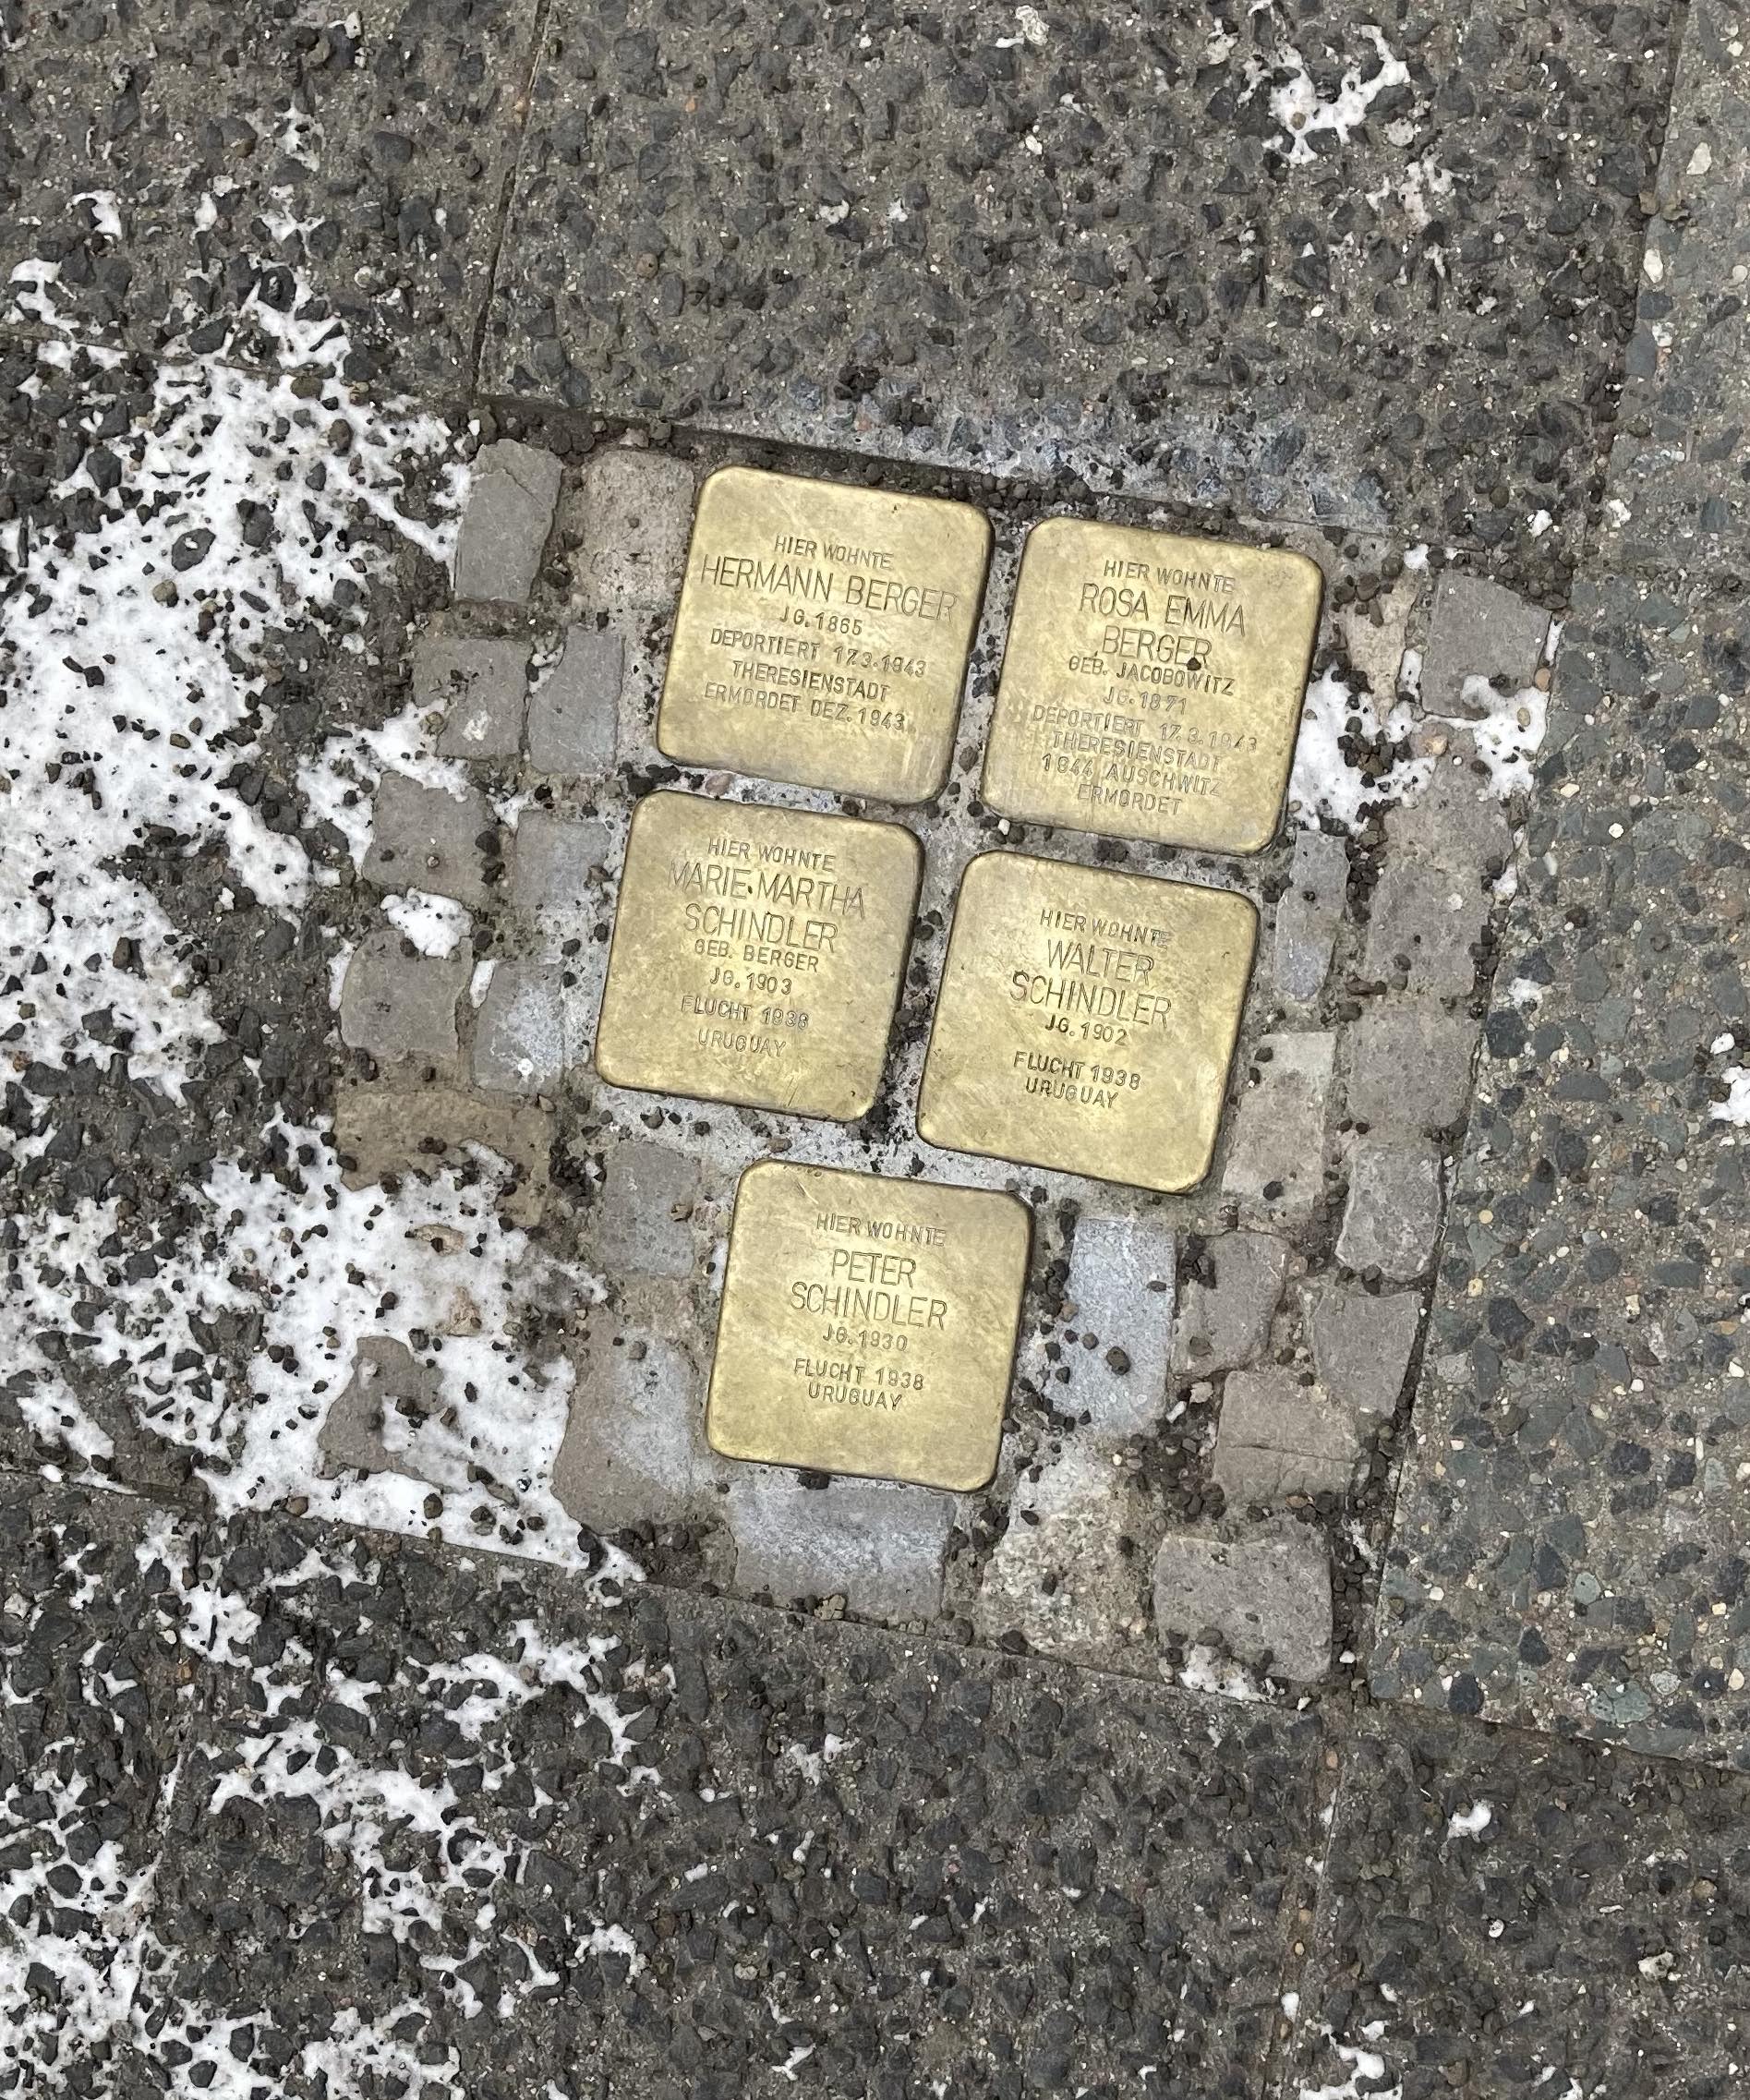 HIER WOHNTE
HERMANN BERGER
JG. 1865
DEPORTIERT 17.3.1943
THERESIENSTADT
ERMORDET DEZ. 1943
HIER WOHNTE
ROSA EMMA
BERGER
GEB. JACOBOWITZ
JG. 1871
DEPORTIERT 17.3.1943
THERESIENSTADT
1944 AUSCHWITZ
ERMORDET
HIER WOHNTE
MARIE MARTHA
SCHINDLER
GEB. BERGER
JG. 1903
FLUCHT 1938
URUGUAY
HIER WOHNTE
WALTER
SCHINDLER
JG. 1902
FLUCHT 1938
URUGUAY
HIER WOHNTE
PETER
SCHINDLER
JG. 1930
FLUCHT 1938
URUGUAY